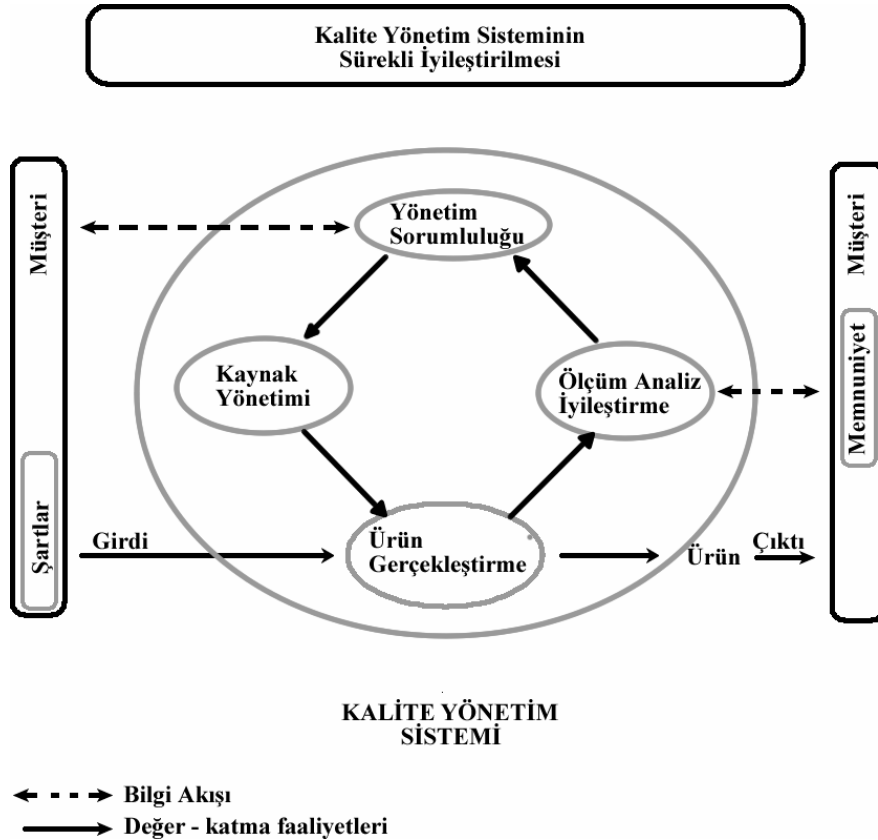 Kalite Yönetim Sisteminin
Sürekli İyileştirilmesi
Müşteri
Şartlar
Yönetim
Sorumluluğu
Kaynak
Yönetimi
Ölçüm Analiz
İyileştirme
Müşteri
Memnuniyet
Girdi
Ürün
Gerçekleştirme
Ürün
Çıktı
KALİTE YÖNETİM
SİSTEMİ
Bilgi Akışı
Değer - katma faaliyetleri